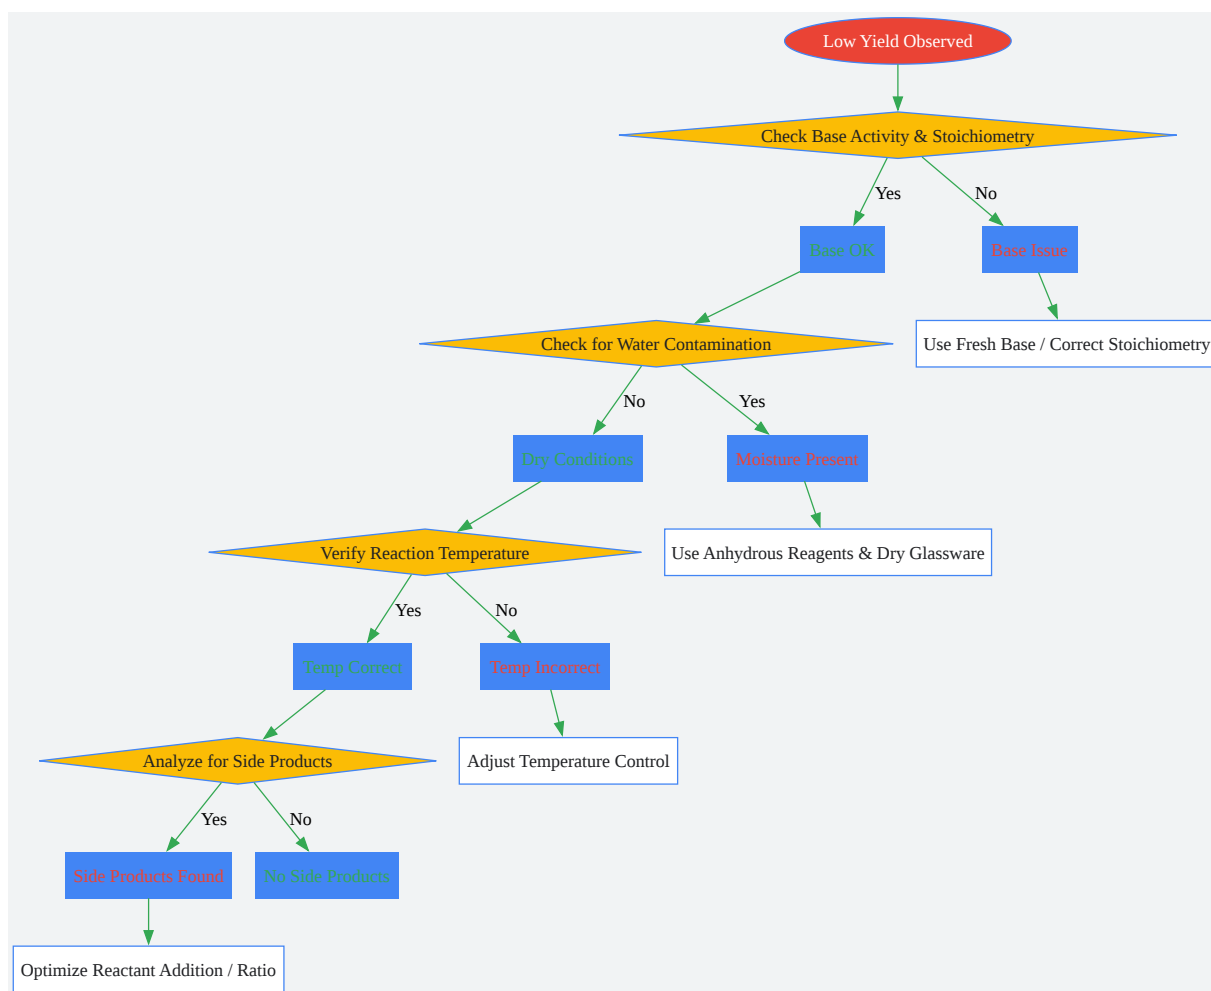 Low Yield Observed
Check Base Activity & Stoichiometry
Yes
No
Base OK
Base Issue
Check for Water Contamination
Use Fresh Base / Correct Stoichiometry
No
Yes
Dry Conditions
Moisture Present
Verify Reaction Temperature
Use Anhydrous Reagents & Dry Glassware
Yes
No
Temp Correct
Temp Incorrect
Analyze for Side Products
Adjust Temperature Control
Yes
No
Side Products Found
No Side Products
Optimize Reactant Addition / Ratio